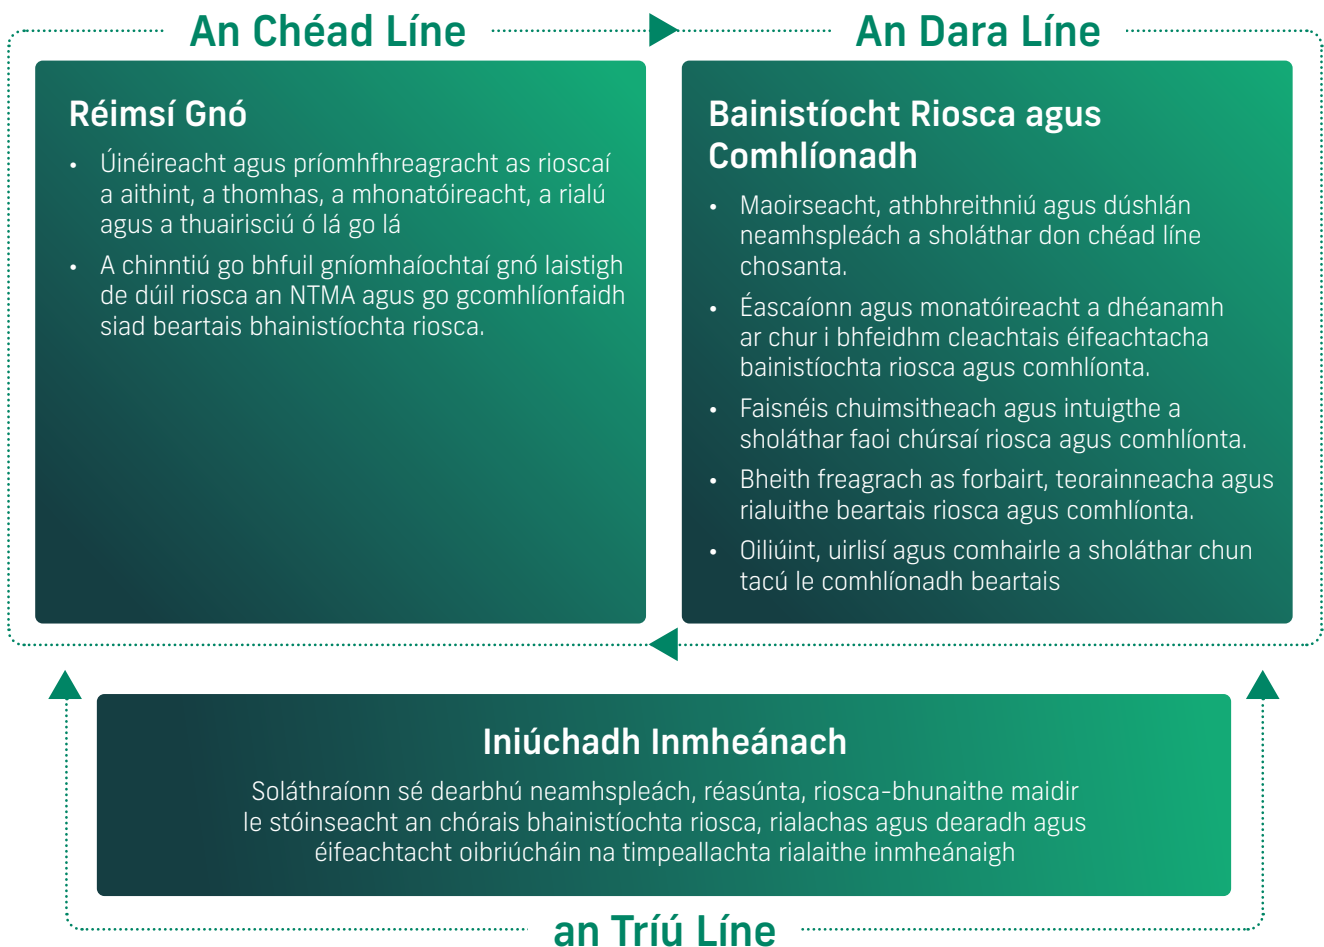 An Chéad Líne
Réimsí Gnó
• Úinéireacht agus príomhfhreagracht as rioscaí
a aithint, a thomhas, a mhonatóireacht, a rialú
agus a thuairisciú ó lá go lá
• A chinntiú go bhfuil gníomhaíochtaí gnó laistigh
de dúil riosca an NTMA agus go gcomhlíonfaidh
siad beartais bhainistíochta riosca.
An Dara Líne
Bainistíocht Riosca agus
Comhlíonadh
• Maoirseacht, athbhreithniú agus dúshlán
neamhspleách a sholáthar don chéad líne
chosanta.
• Éascaíonn agus monatóireacht a dhéanamh
ar chur i bhfeidhm cleachtais éifeachtacha
bainistíochta riosca agus comhlíonta.
• Faisnéis chuimsitheach agus intuigthe a
sholáthar faoi chúrsaí riosca agus comhlíonta.
• Bheith freagrach as forbairt, teorainneacha agus
rialuithe beartais riosca agus comhlíonta.
• Oiliúint, uirlisí agus comhairle a sholáthar chun
tacú le comhlíonadh beartais
Iniúchadh Inmheánach
Soláthraíonn sé dearbhú neamhspleách, réasúnta, riosca-bhunaithe maidir
le stóinseacht an chórais bhainistíochta riosca, rialachas agus dearadh agus
éifeachtacht oibriúcháin na timpeallachta rialaithe inmheánaigh
an Tríú Líne